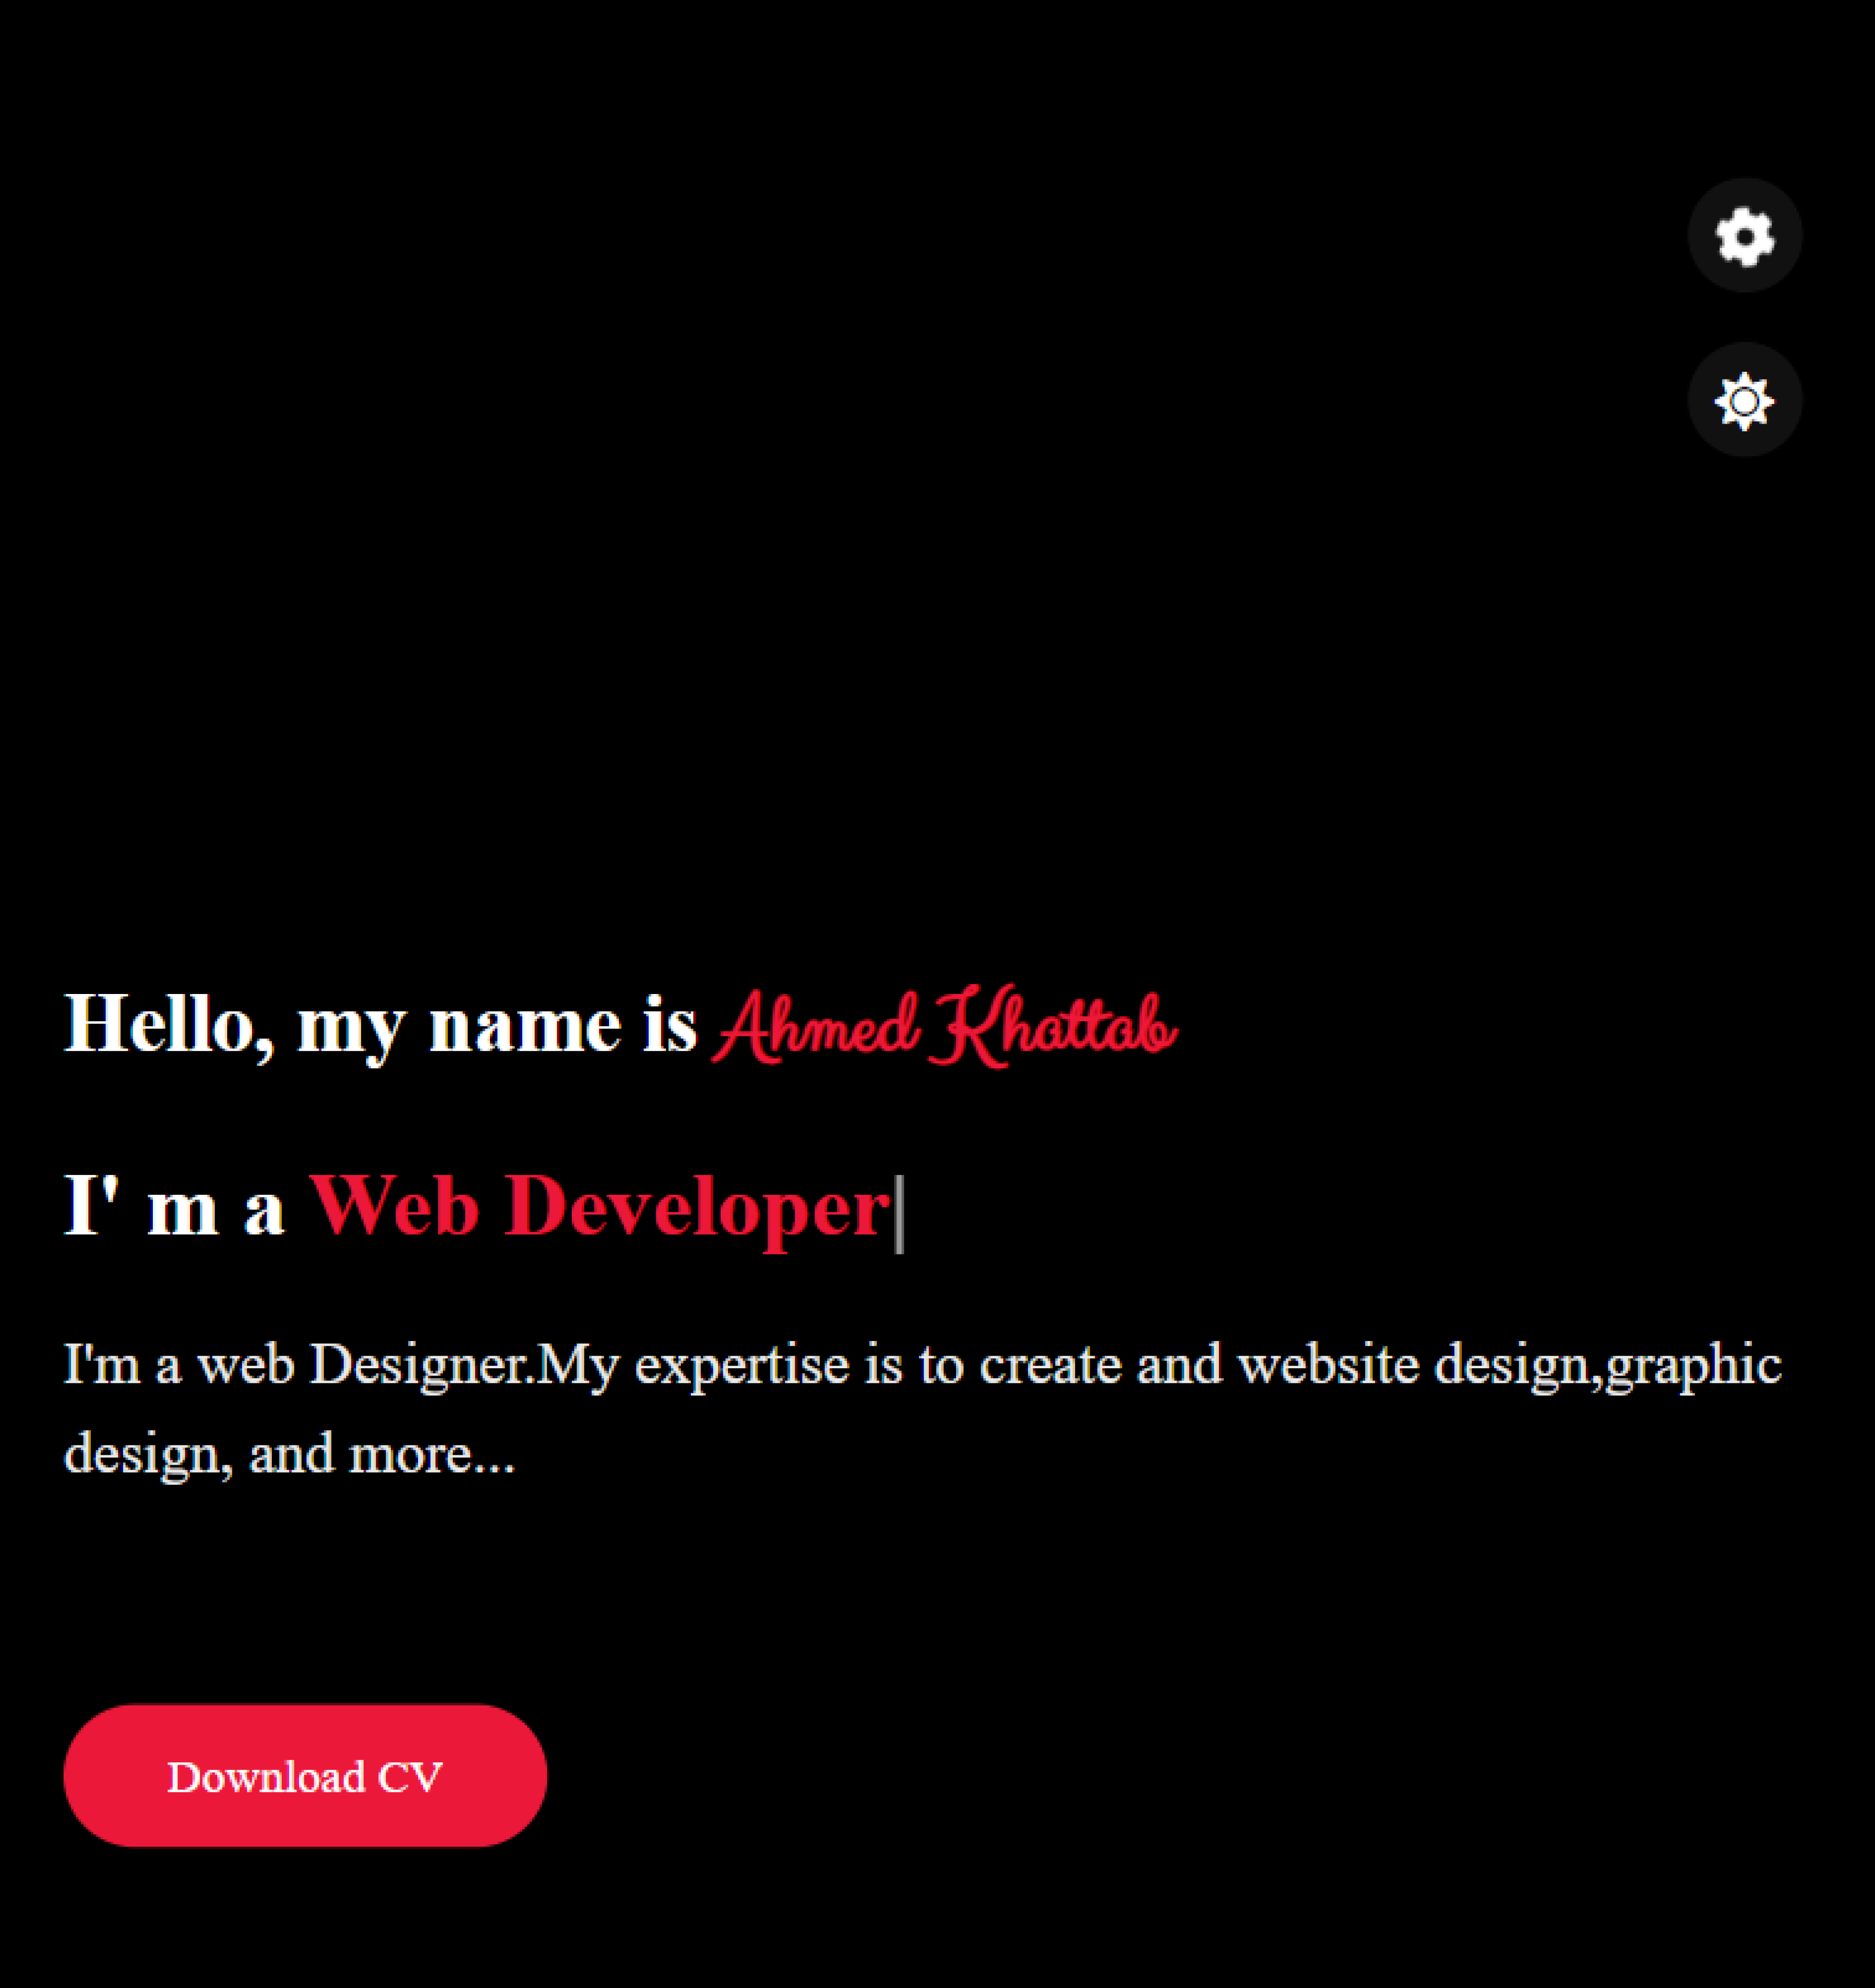 Hello, my name is Ahmed Khattab
I' m a Web Developer
I'm a web Designer.My expertise is to create and website design,graphic
design, and more...
Download CV